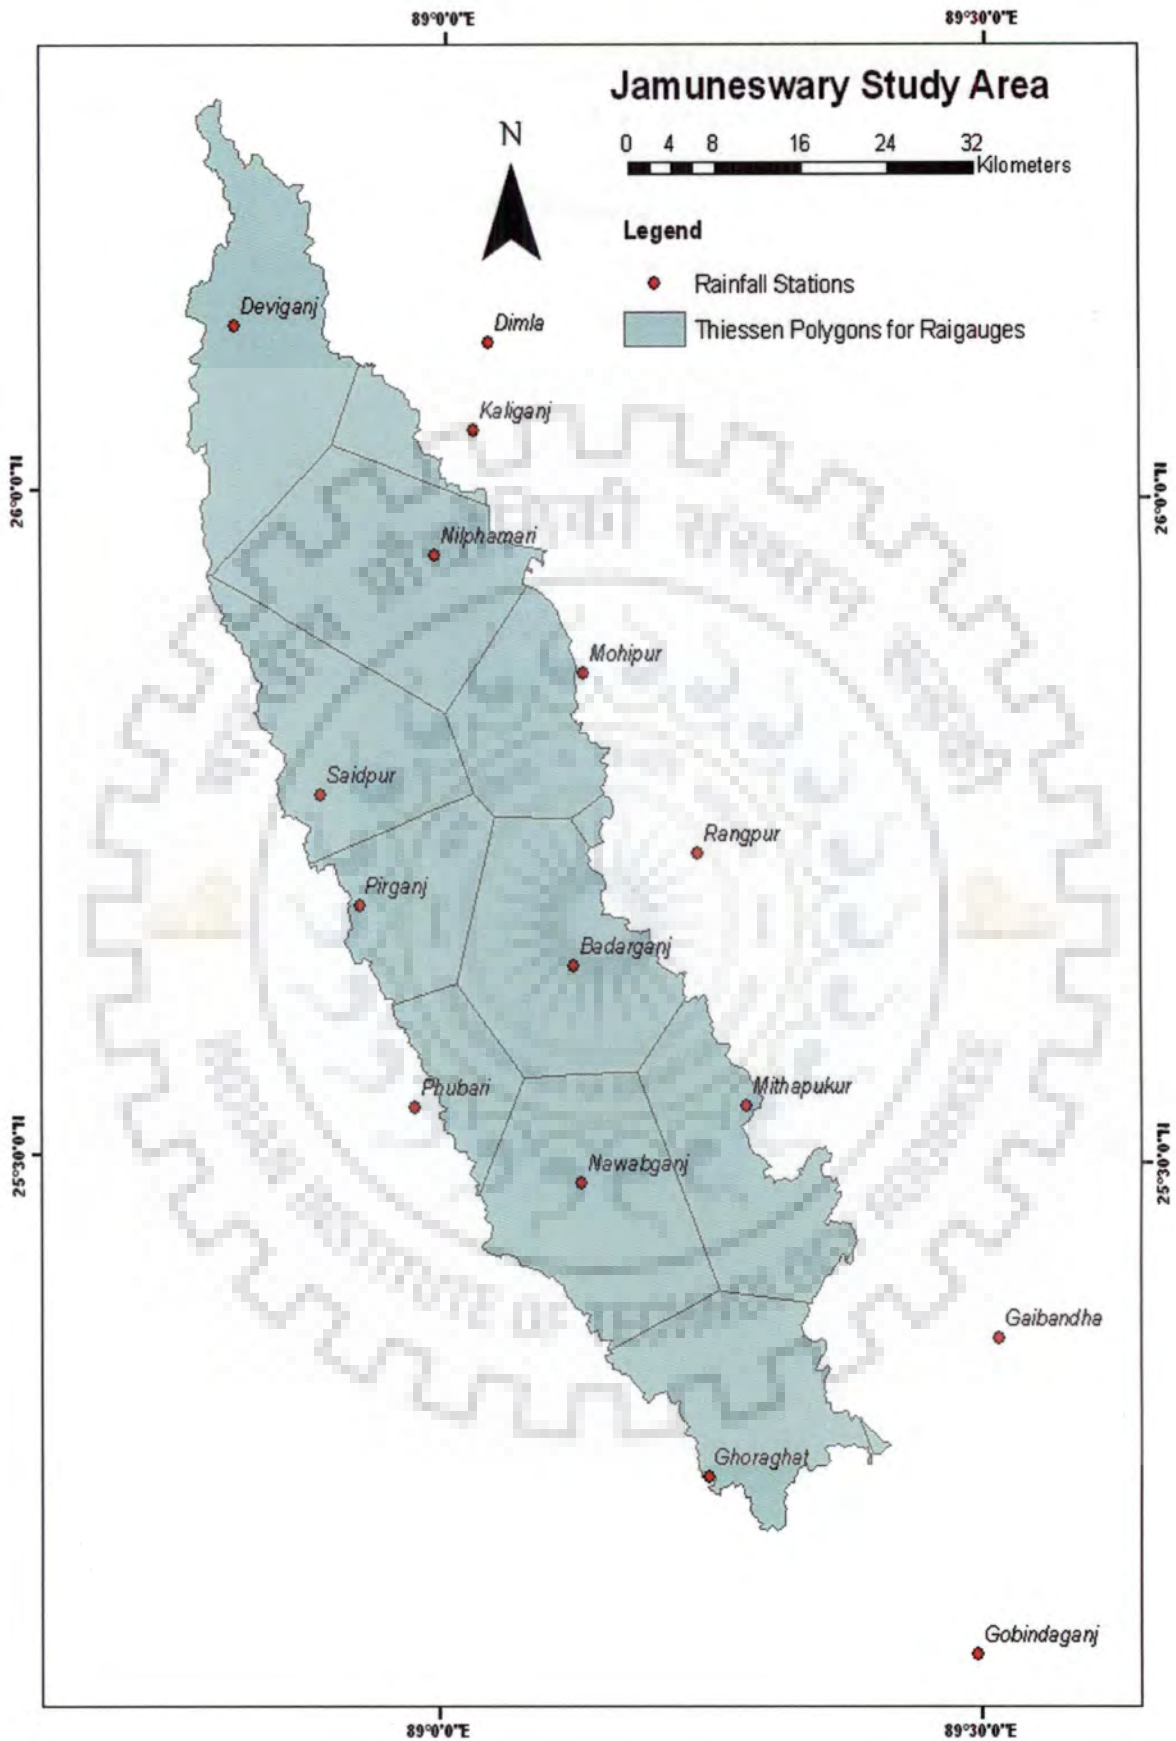 89°0'0"E 89°30'0"E
Jamuneswary Study Area
0 4 8 16 24 32
Kilometers
N
Legend
Rainfall Stations
Thiessen Polygons for Raigauges
Deviganj
Dimla
Kaliganj
26°0'0"N 26°0'0"N
Nilphamari
Mohipur
Saidpur
Rangpur
Pirganj
Badarganj
Phubari
Mithapukur
25°30'0"N 25°30'0"N
Nawabganj
Gaibandha
Ghoraghat
Gobindaganj
89°0'0"E 89°30'0"E
INSTITUTE OF